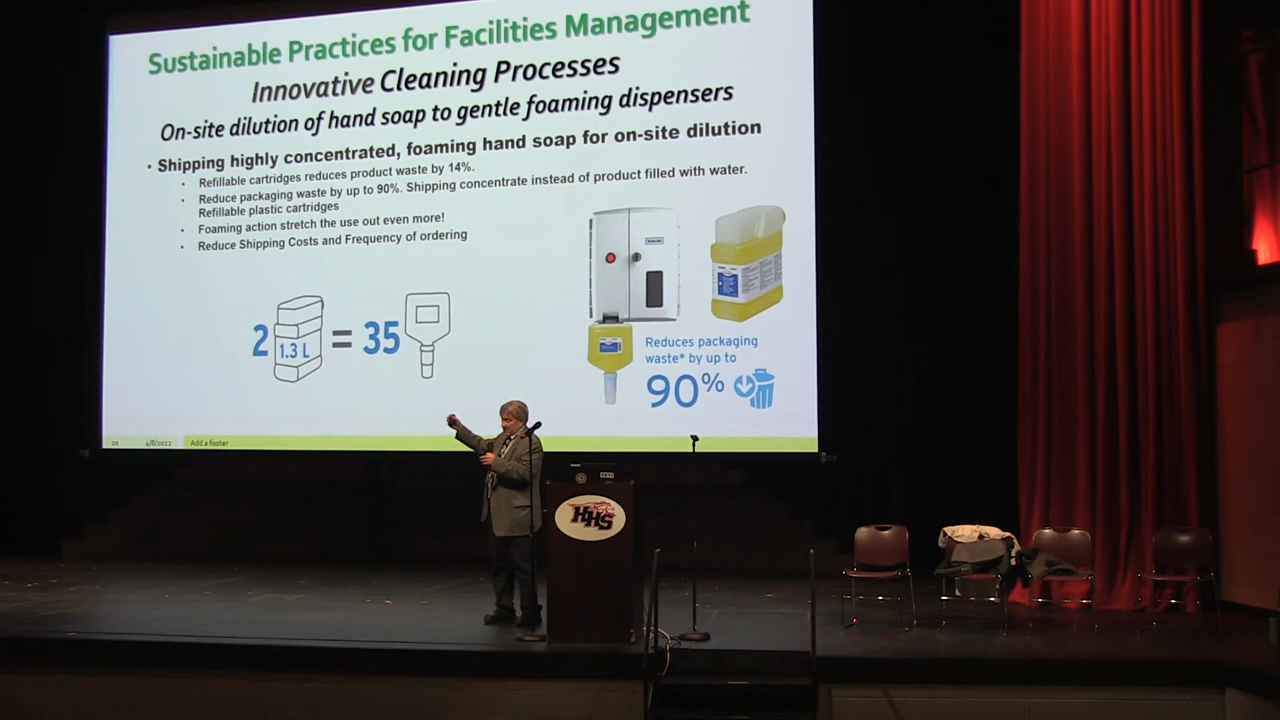 Sustainable Practices for Facilities Management
Innovative Cleaning Processes
On-site dilution of hand soap to gentle foaming dispensers
• Shipping highly concentrated, foaming hand soap for on-site dilution
• Refillable cartridges reduces product waste by 14%.
• Reduce packaging waste by up to 90%. Shipping concentrate instead of product filled with water.
Refillable plastic cartridges
• Foaming action stretch the use out even more!
• Reduce Shipping Costs and Frequency of ordering
2 1.3 L = 35
Reduces packaging
waste* by up to
90%
20 4/8/2022 Add a footer
HHS